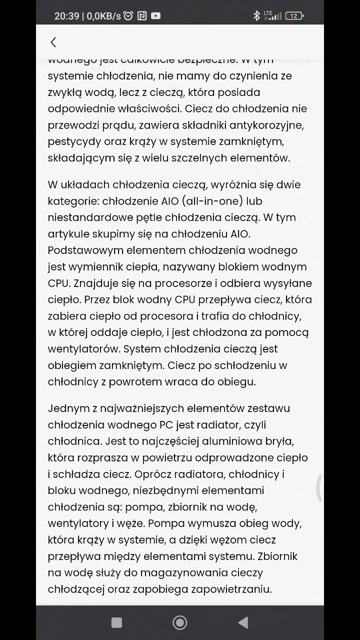 20:39 | 0,0KB/s
LTE
12
wodnego jest całkowicie bezpieczne. W tym
systemie chłodzenia, nie mamy do czynienia ze
zwykłą wodą, lecz z cieczą, która posiada
odpowiednie właściwości. Ciecz do chłodzenia nie
przewodzi prądu, zawiera składniki antykorozyjne,
pestycydy oraz krąży w systemie zamkniętym,
składającym się z wielu szczelnych elementów.
W układach chłodzenia cieczą, wyróżnia się dwie
kategorie: chłodzenie AIO (all-in-one) lub
niestandardowe pętle chłodzenia cieczą. W tym
artykule skupimy się na chłodzeniu AIO.
Podstawowym elementem chłodzenia wodnego
jest wymiennik ciepła, nazywany blokiem wodnym
CPU. Znajduje się na procesorze i odbiera wysyłane
ciepło. Przez blok wodny CPU przepływa ciecz, która
zabiera ciepło od procesora i trafia do chłodnicy,
w której oddaje ciepło, i jest chłodzona za pomocą
wentylatorów. System chłodzenia cieczą jest
obiegiem zamkniętym. Ciecz po schłodzeniu w
chłodnicy z powrotem wraca do obiegu.
Jednym z najważniejszych elementów zestawu
chłodzenia wodnego PC jest radiator, czyli
chłodnica. Jest to najczęściej aluminiowa bryła,
która rozprasza w powietrzu odprowadzone ciepło
i schładza ciecz. Oprócz radiatora, chłodnicy i
bloku wodnego, niezbędnymi elementami
chłodzenia są: pompa, zbiornik na wodę,
wentylatory i węże. Pompa wymusza obieg wody,
która krąży w systemie, a dzięki wężom ciecz
przepływa między elementami systemu. Zbiornik
na wodę służy do magazynowania cieczy
chłodzącej oraz zapobiega zapowietrzaniu.